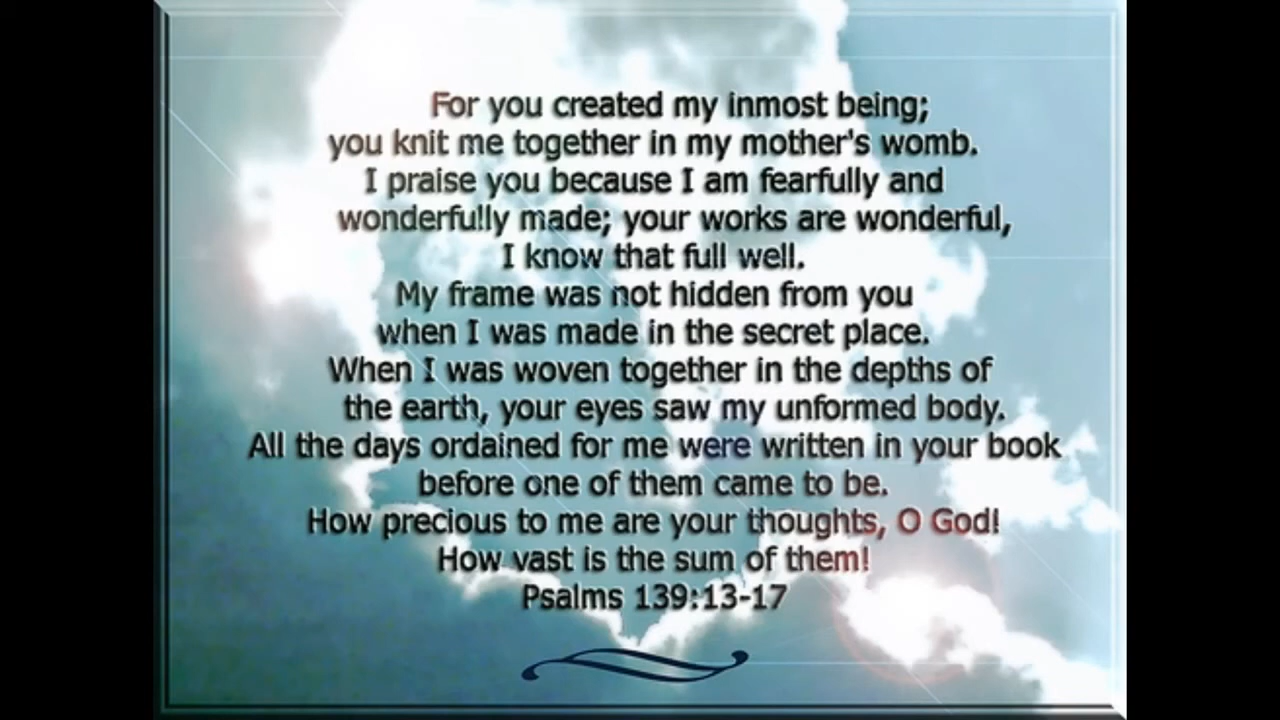 For you created my inmost being;
you knit me together in my mother's womb.
I praise you because I am fearfully and
wonderfully made; your works are wonderful,
I know that full well.
My frame was not hidden from you
when I was made in the secret place.
When I was woven together in the depths of
the earth, your eyes saw my unformed body.
All the days ordained for me were written in your book
before one of them came to be.
How precious to me are your thoughts, O God!
How vast is the sum of them!
Psalms 139:13-17